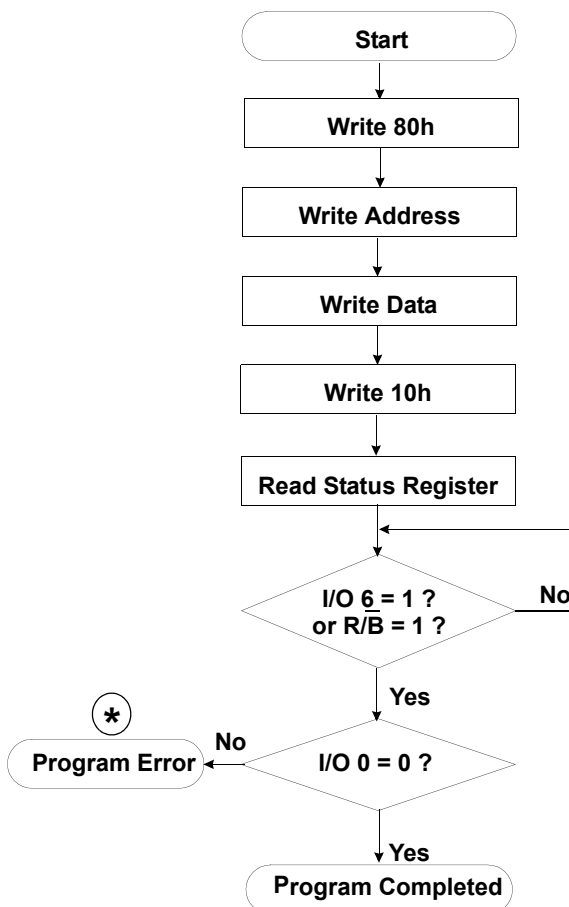 Start
Write 80h
Write Address
Write Data
Write 10h
Read Status Register
I/O 6 = 1 ?
or R/B̅ = 1 ?
No
Yes
*
No
Program Error
I/O 0 = 0 ?
Yes
Program Completed